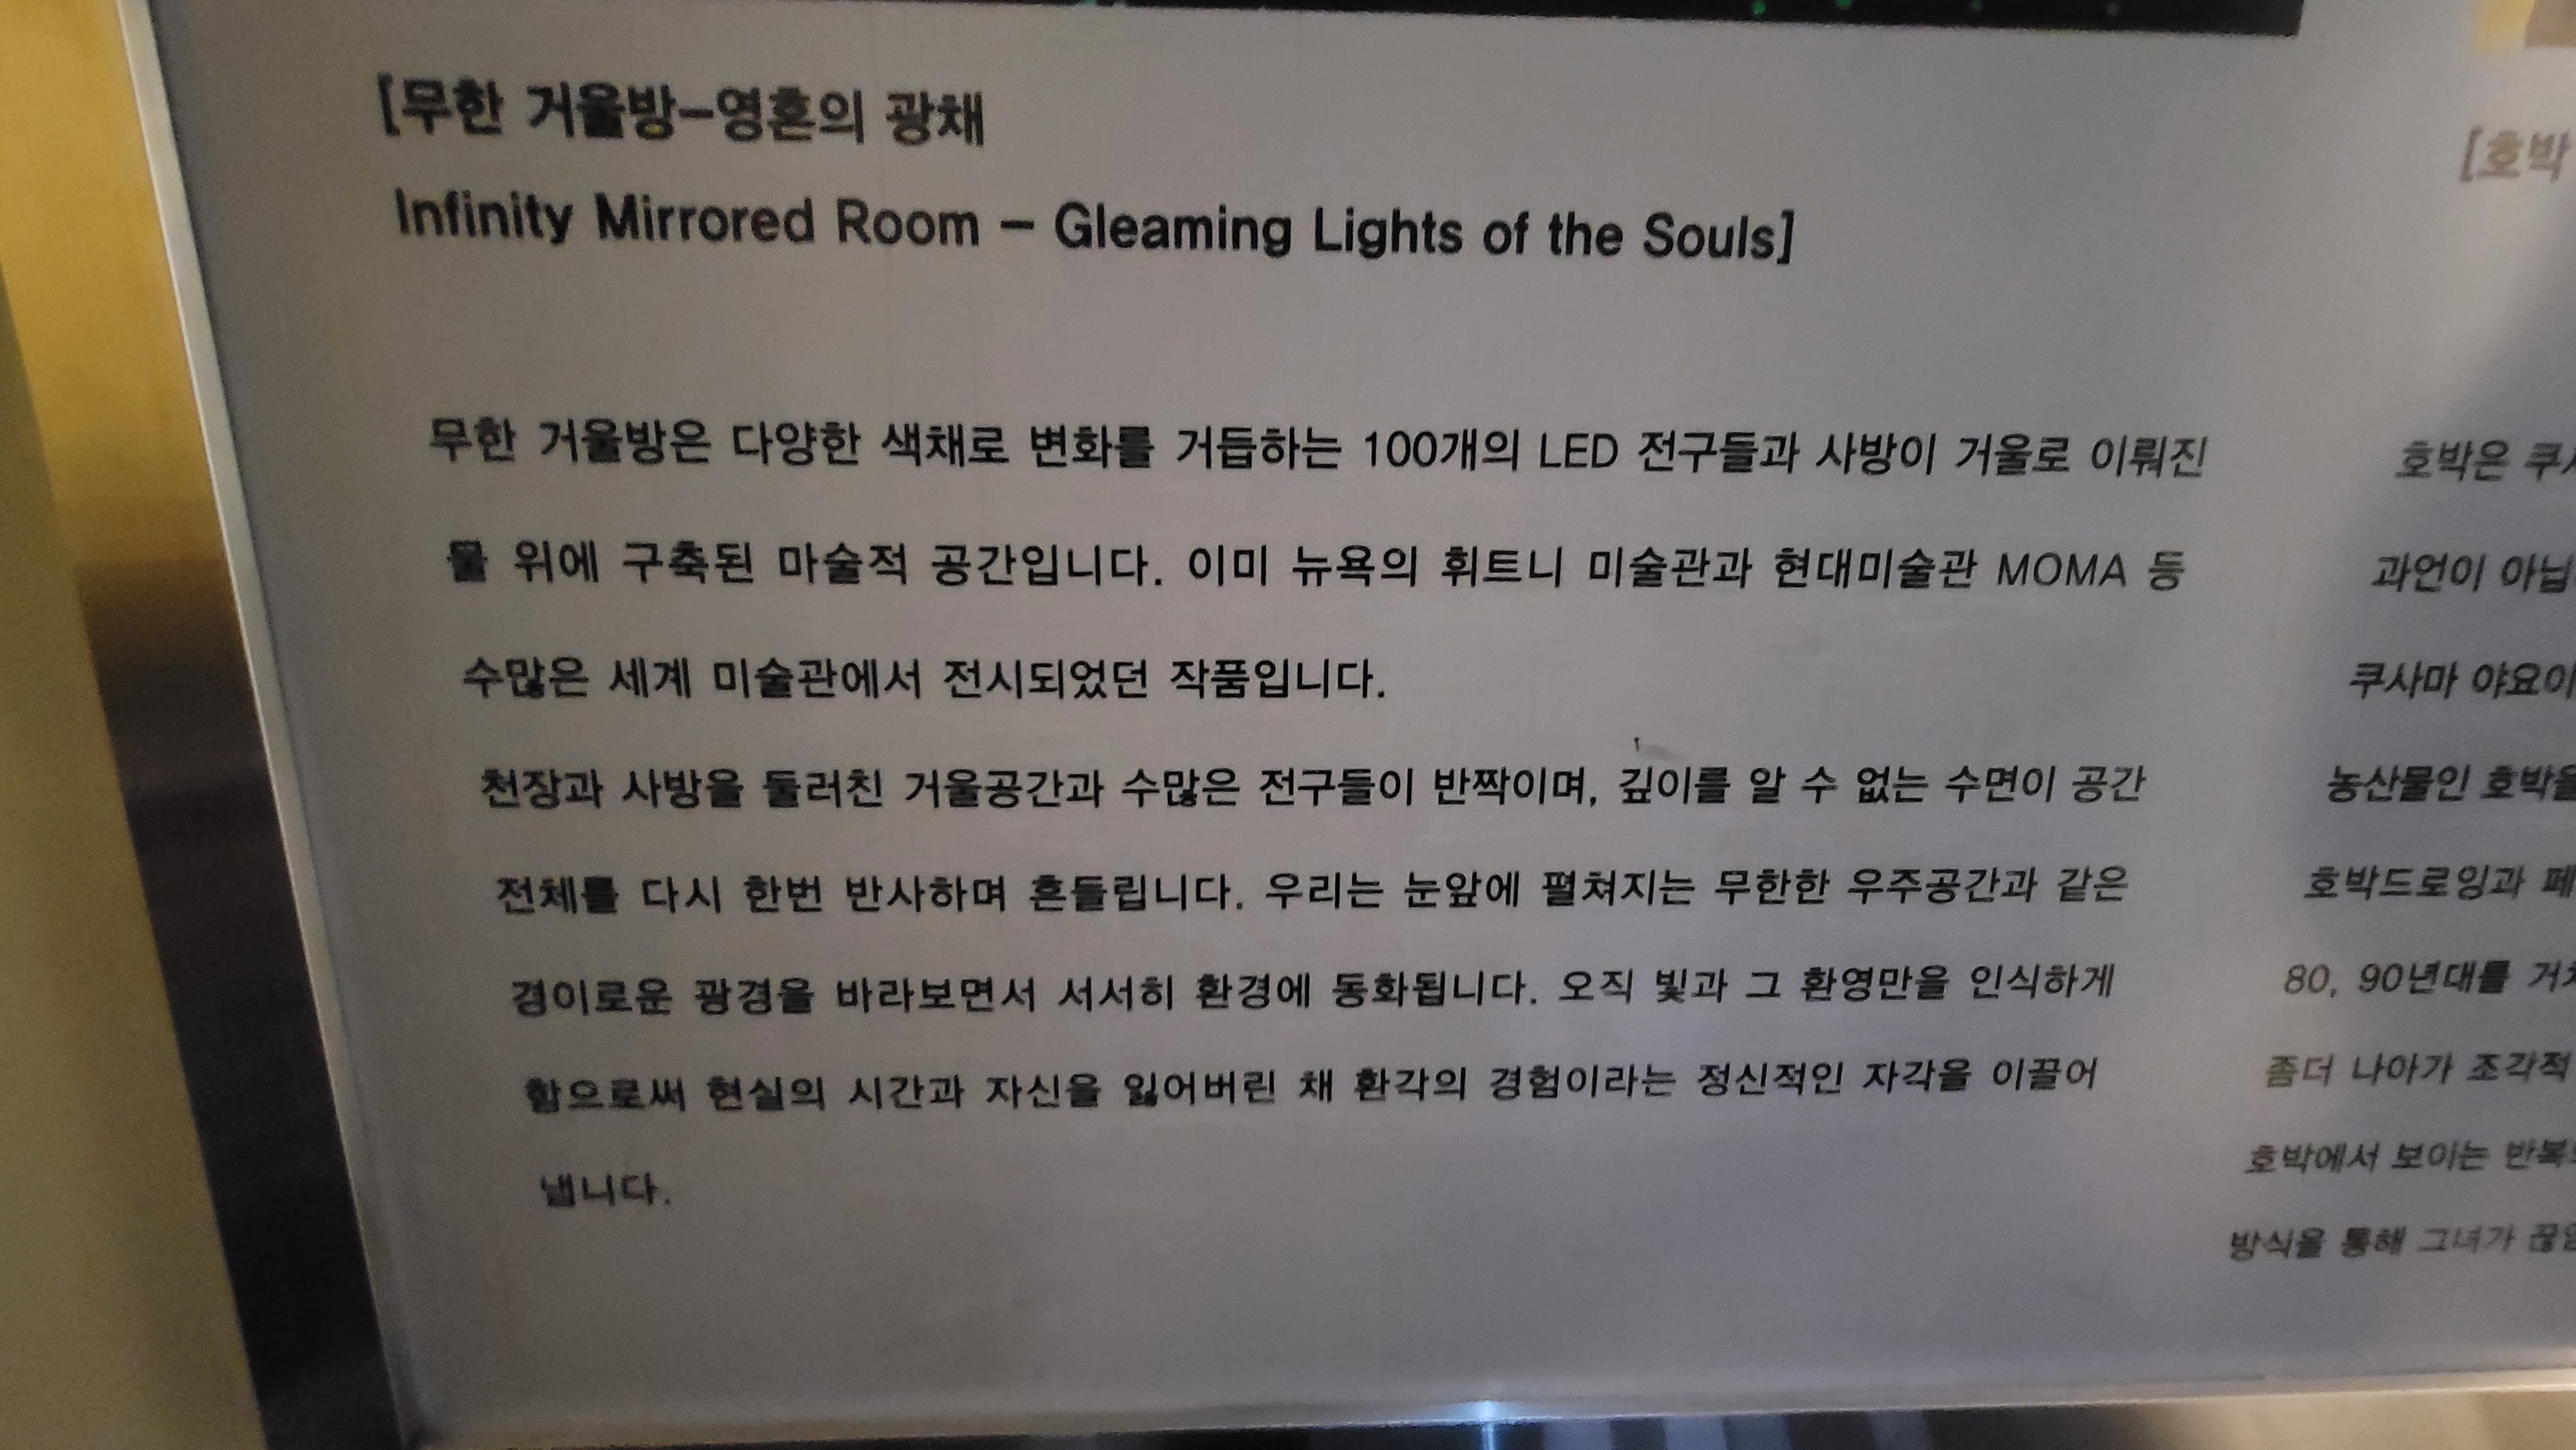 [무한 거울방-영혼의 광채
Infinity Mirrored Room - Gleaming Lights of the Souls]
무한 거울방은 다양한 색채로 변화를 거듭하는 100개의 LED 전구들과 사방이 거울로 이뤄진
물 위에 구축된 마술적 공간입니다. 이미 뉴욕의 휘트니 미술관과 현대미술관 MOMA 등
수많은 세계 미술관에서 전시되었던 작품입니다.
천장과 사방을 둘러친 거울공간과 수많은 전구들이 반짝이며, 깊이를 알 수 없는 수면이 공간
전체를 다시 한번 반사하며 흔들립니다. 우리는 눈앞에 펼쳐지는 무한한 우주공간과 같은
경이로운 광경을 바라보면서 서서히 환경에 동화됩니다. 오직 빛과 그 환영만을 인식하게
함으로써 현실의 시간과 자신을 잃어버린 채 환각의 경험이라는 정신적인 자각을 이끌어
냅니다.
[호박
호박은
과언이
쿠사마 야요이
농산물인 호박을
호박드로잉과
80, 90년대를
좀더 나아가 조각적
호박에서 보이는
방식을 통해 그녀가